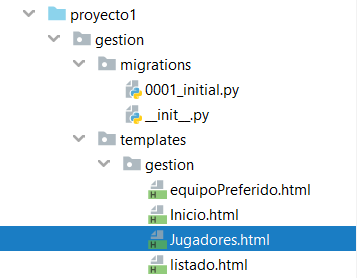 proyecto1
gestion
migrations
0001_initial.py
__init__.py
templates
gestion
equipoPreferido.html
Inicio.html
Jugadores.html
listado.html